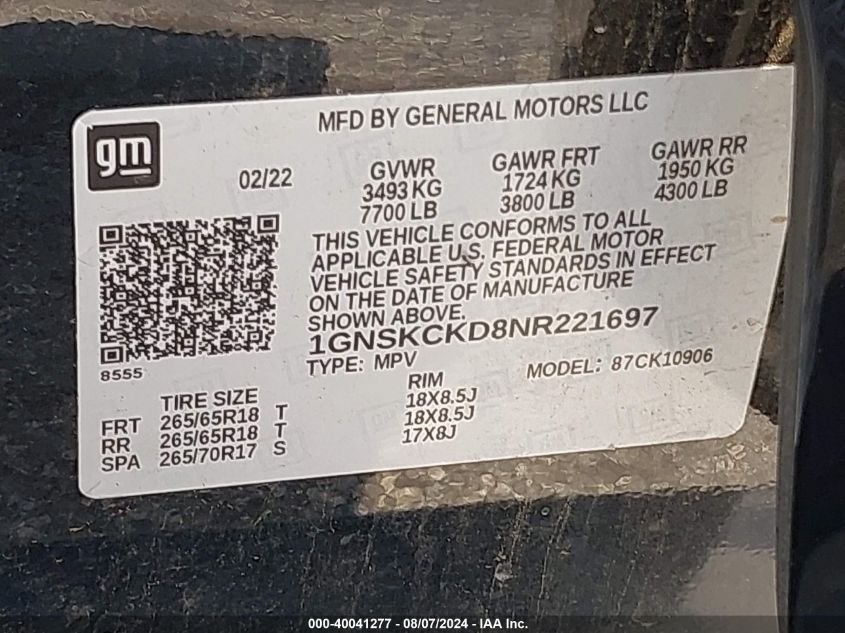 MFD BY GENERAL MOTORS LLC
gm
02/22
GVWR
3493 KG
7700 LB
GAWR FRT
1724 KG
3800 LB
GAWR RR
1950 KG
4300 LB
THIS VEHICLE CONFORMS TO ALL
APPLICABLE U.S. FEDERAL MOTOR
VEHICLE SAFETY STANDARDS IN EFFECT
ON THE DATE OF MANUFACTURE
SHOWN ABOVE.
1GNSKCKD8NR221697
TYPE: MPV
MODEL: 87CK10906
8555
TIRE SIZE
RIM
FRT 265/65R18 T 18X8.5J
RR 265/65R18 T 18X8.5J
SPA 265/70R17 S 17X8J
000-40041277 - 08/07/2024 - IAA Inc.